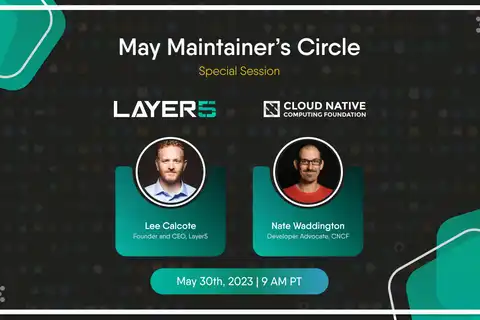 May Maintainer's Circle
Special Session
LAYER5
CLOUD NATIVE
COMPUTING FOUNDATION
Lee Calcote
Founder and CEO, Layer5
Nate Waddington
Developer Advocate, CNCF
May 30th, 2023 | 9 AM PT